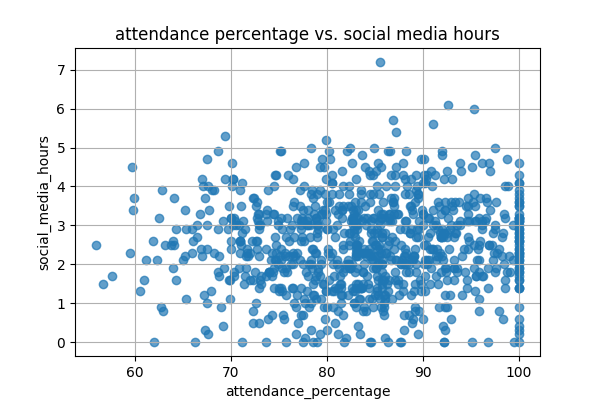 attendance percentage vs. social media hours
7
6
5
4
3
2
1
0
social_media_hours
60 70 80 90 100
attendance_percentage